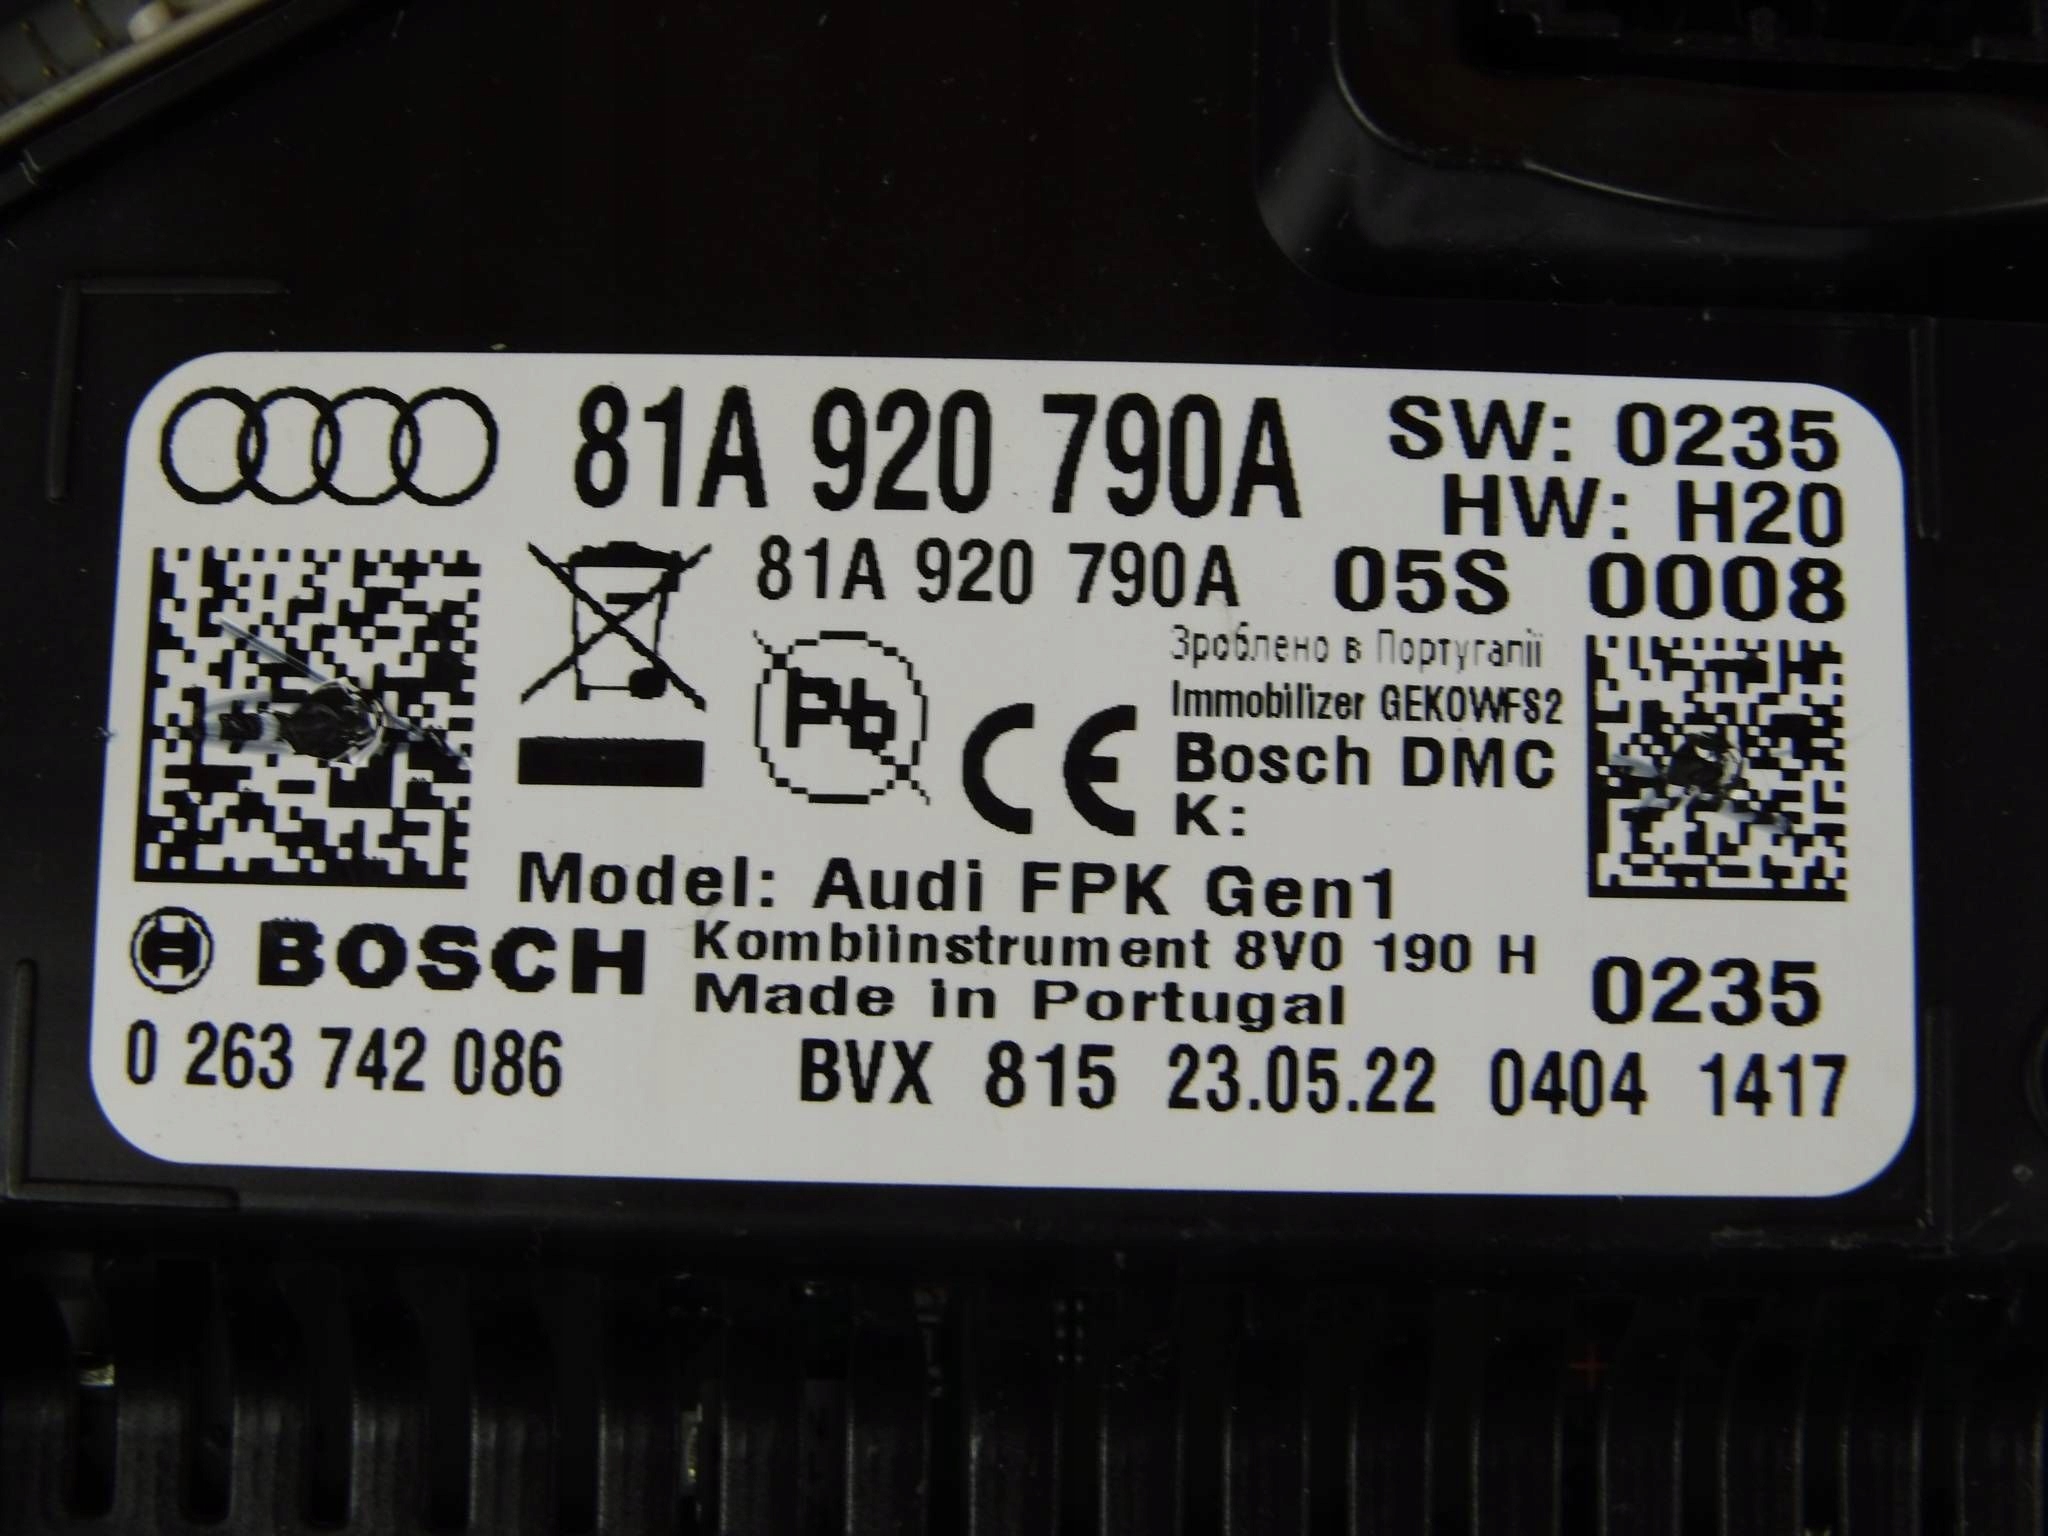 81A 920 790A SW: 0235
HW: H20
81A 920 790A 05S 0008
Зроблено в Португалії
Immobilizer GEKOWFS2
Pb
CE
Bosch DMC
K:
Model: Audi FPK Gen1
BOSCH
Kombiinstrument 8V0 190 H
Made in Portugal
0235
0 263 742 086 BVX 815 23.05.22 0404 1417